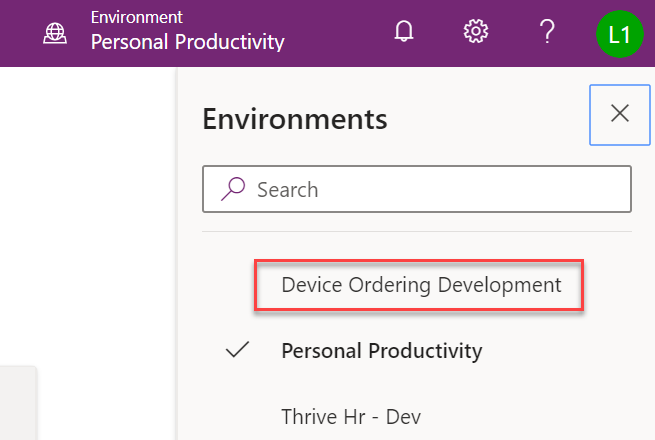 Environment
Personal Productivity
L1
Environments
Search
Device Ordering Development
Personal Productivity
Thrive Hr - Dev